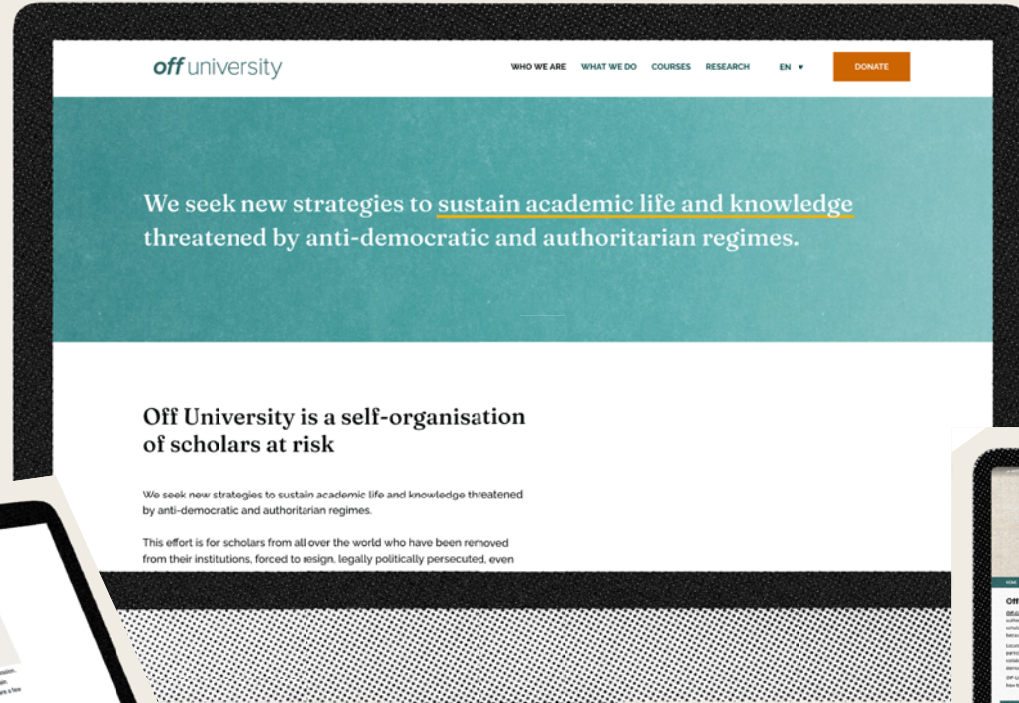 off university
WHO WE ARE WHAT WE DO COURSES RESEARCH EN DONATE
We seek new strategies to sustain academic life and knowledge
threatened by anti-democratic and authoritarian regimes.
Off University is a self-organisation
of scholars at risk
We seek new strategies to sustain academic life and knowledge threatened
by anti-democratic and authoritarian regimes.
This effort is for scholars from all over the world who have been removed
from their institutions, forced to resign, legally politically persecuted, even
are a few
HOME
Off